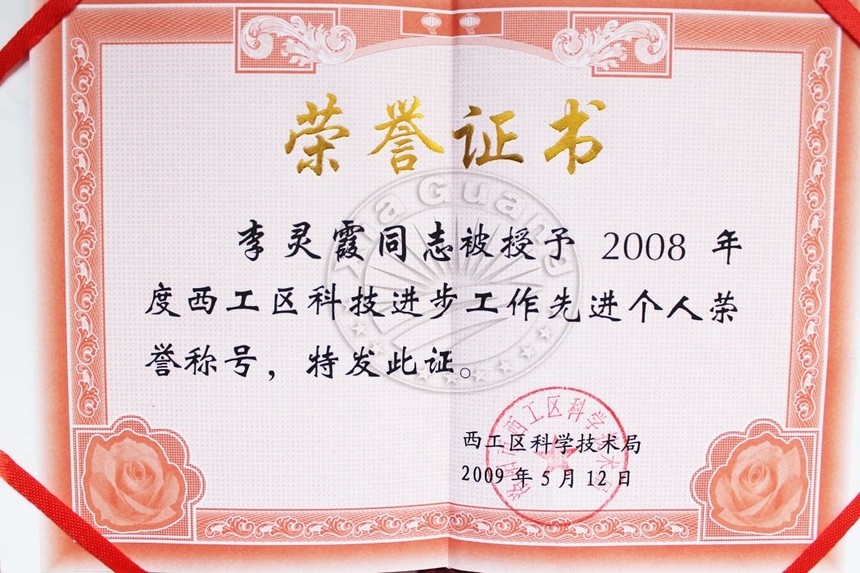 荣誉证书
李灵霞同志被授予 2008 年
度西工区科技进步工作先进个人荣
誉称号，特发此证。
西工区科学技术局
2009 年 5 月 12 日